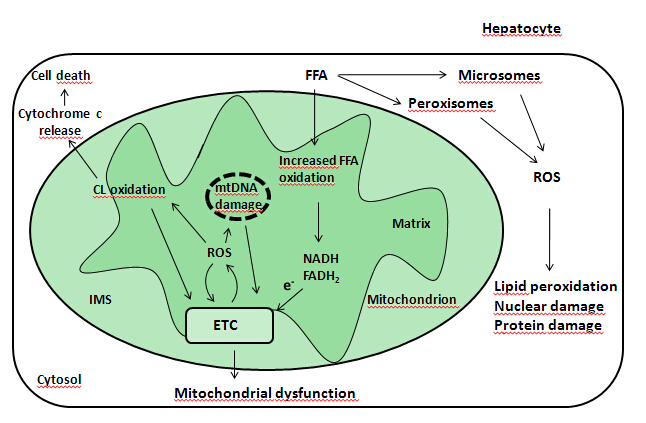 Hepatocyte
Cell death
FFA
Microsomes
Peroxisomes
Cytochrome c
release
Increased FFA
oxidation
ROS
CL oxidation
mtDNA
damage
Matrix
ROS
NADH
FADH₂
e⁻
Lipid peroxidation
Nuclear damage
Protein damage
IMS
Mitochondrion
ETC
Cytosol
Mitochondrial dysfunction